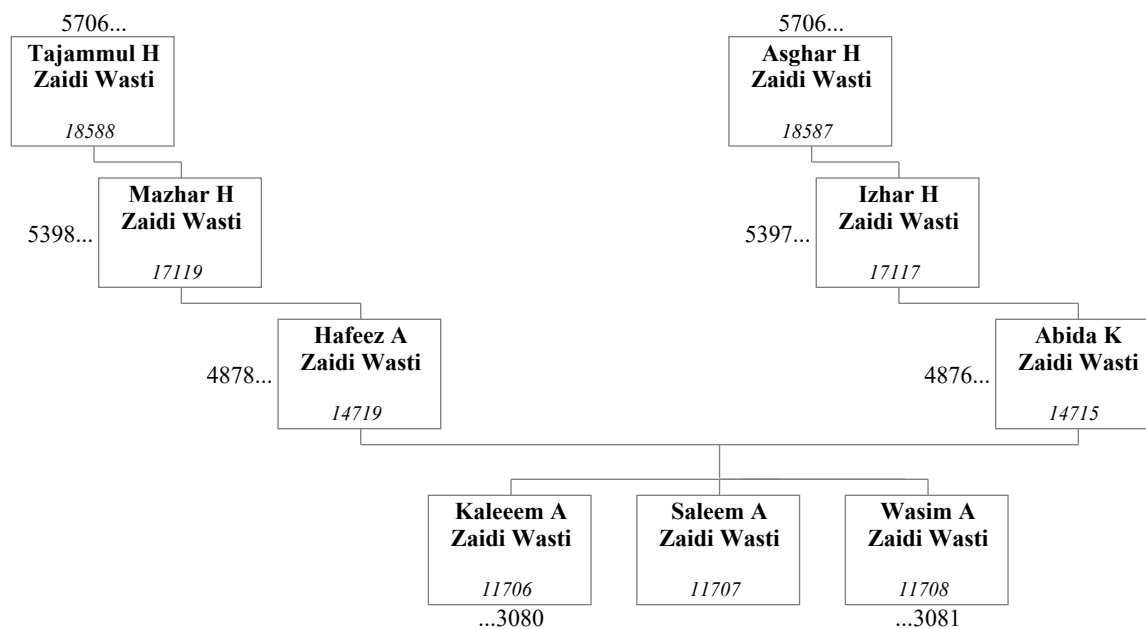 5706...
5706...
Tajammul H
Zaidi Wasti
18588
Asghar H
Zaidi Wasti
18587
Mazhar H
Zaidi Wasti
17119
5398...
Izhar H
Zaidi Wasti
17117
5397...
Hafeez A
Zaidi Wasti
14719
4878...
Abida K
Zaidi Wasti
14715
4876...
Kaleeem A
Zaidi Wasti
11706
...3080
Saleem A
Zaidi Wasti
11707
Wasim A
Zaidi Wasti
11708
...3081